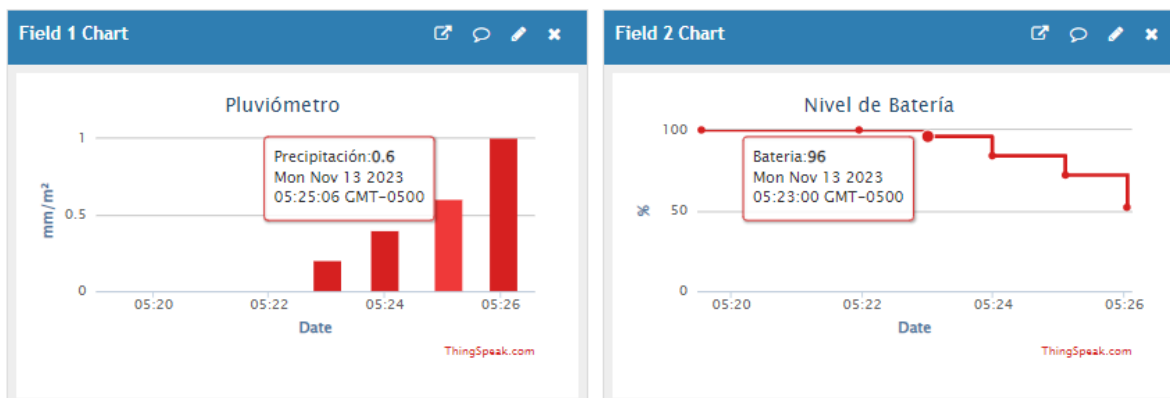 Field 1 Chart
Pluviómetro
1
0.5
0
mm/m²
Precipitación:0.6
Mon Nov 13 2023
05:25:06 GMT-0500
05:20
05:22
05:24
05:26
Date
ThingSpeak.com
Field 2 Chart
Nivel de Batería
100
50
0
%
Bateria:96
Mon Nov 13 2023
05:23:00 GMT-0500
05:20
05:22
05:24
05:26
Date
ThingSpeak.com